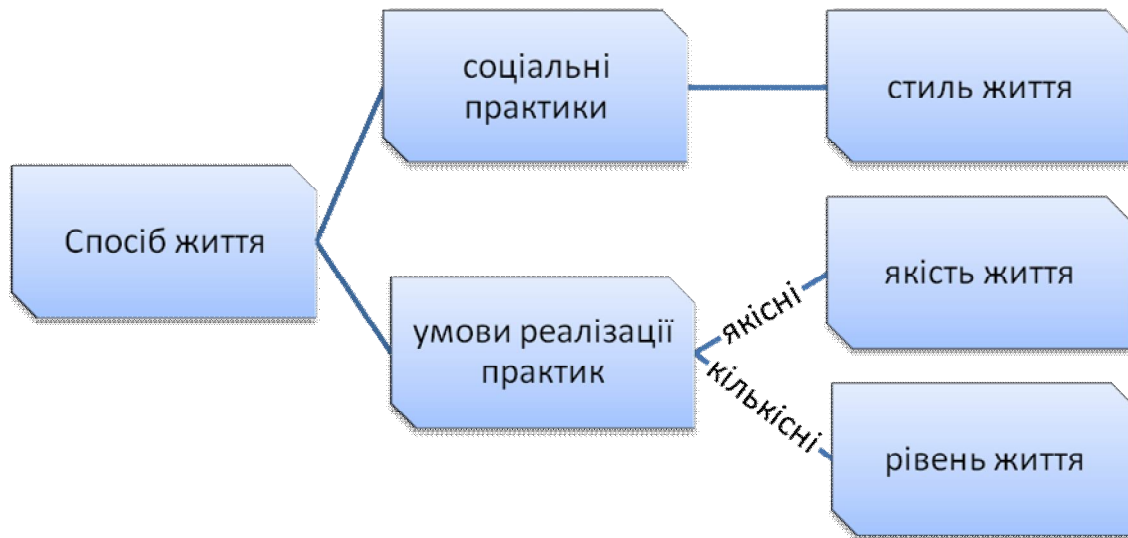 соціальні
практики
стиль життя
Спосіб життя
якість життя
умови реалізації
практик
якісні
кількісні
рівень життя